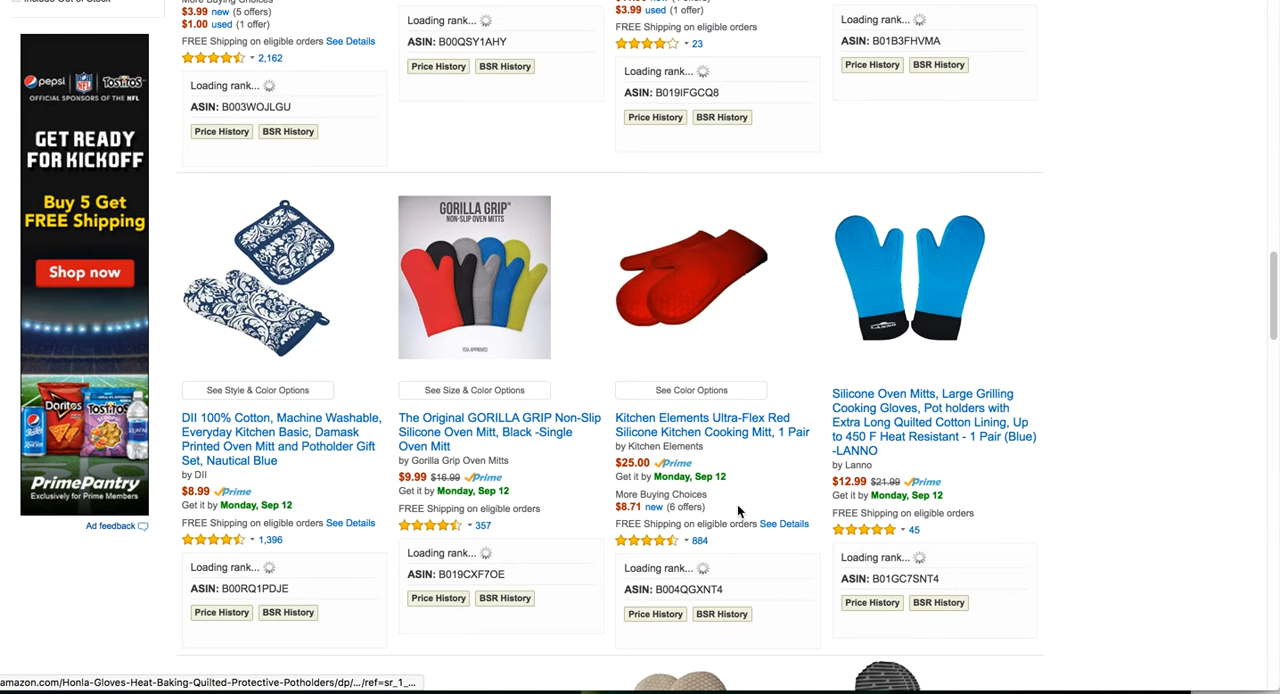 Include Out of Stock
More Buying Choices
$3.99 new (5 offers)
$1.00 used (1 offer)
FREE Shipping on eligible orders See Details
2,162
Loading rank...
ASIN: B003WOJLGU
Price History BSR History
Loading rank...
ASIN: B00QSY1AHY
Price History BSR History
$3.99 used (1 offer)
FREE Shipping on eligible orders
23
Loading rank...
ASIN: B019IFGCQ8
Price History BSR History
Loading rank...
ASIN: B01B3FHVMA
Price History BSR History
pepsi NFL TOSTITOS
OFFICIAL SPONSORS OF THE NFL
GET READY
FOR KICKOFF
Buy 5 Get
FREE Shipping
Shop now
Doritos
TOSTITOS
PrimePantry
Exclusively for Prime Members
Ad feedback
See Style & Color Options
DII 100% Cotton, Machine Washable,
Everyday Kitchen Basic, Damask
Printed Oven Mitt and Potholder Gift
Set, Nautical Blue
by DII
$8.99 Prime
Get it by Monday, Sep 12
FREE Shipping on eligible orders See Details
1,396
Loading rank...
ASIN: B00RQ1PDJE
Price History BSR History
GORILLA GRIP™
NON-SLIP OVEN MITTS
FDA APPROVED
See Size & Color Options
The Original GORILLA GRIP Non-Slip
Silicone Oven Mitt, Black -Single
Oven Mitt
by Gorilla Grip Oven Mitts
$9.99 $16.99 Prime
Get it by Monday, Sep 12
FREE Shipping on eligible orders
357
Loading rank...
ASIN: B019CXF7OE
Price History BSR History
See Color Options
Kitchen Elements Ultra-Flex Red
Silicone Kitchen Cooking Mitt, 1 Pair
by Kitchen Elements
$25.00 Prime
Get it by Monday, Sep 12
More Buying Choices
$8.71 new (6 offers)
FREE Shipping on eligible orders See Details
884
Loading rank...
ASIN: B004QGXNT4
Price History BSR History
LANNO
Silicone Oven Mitts, Large Grilling
Cooking Gloves, Pot holders with
Extra Long Quilted Cotton Lining, Up
to 450 F Heat Resistant - 1 Pair (Blue)
-LANNO
by Lanno
$12.99 $21.99 Prime
Get it by Monday, Sep 12
FREE Shipping on eligible orders
45
Loading rank...
ASIN: B01GC7SNT4
Price History BSR History
amazon.com/Honla-Gloves-Heat-Baking-Quilted-Protective-Potholders/dp/.../ref=sr_1_...